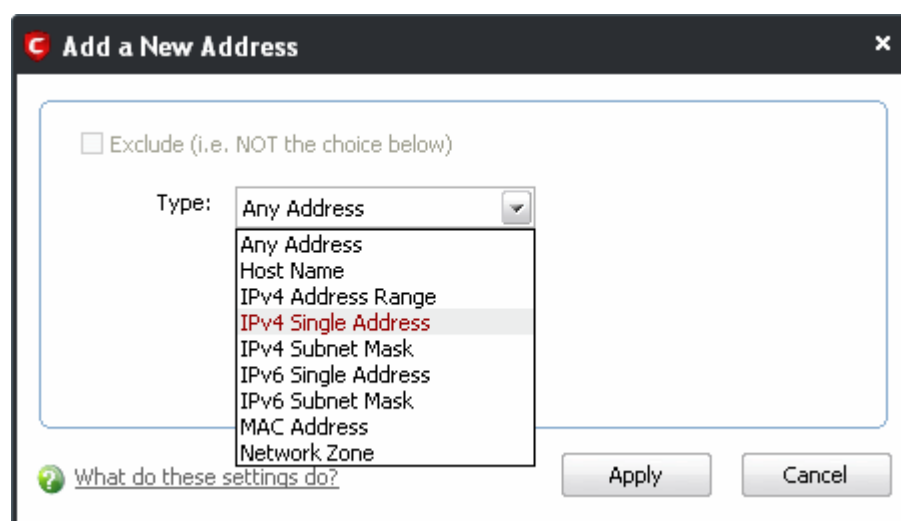 C Add a New Address
Exclude (i.e. NOT the choice below)
Type: Any Address
Any Address
Host Name
IPv4 Address Range
IPv4 Single Address
IPv4 Subnet Mask
IPv6 Single Address
IPv6 Subnet Mask
MAC Address
Network Zone
? What do these settings do?
Apply
Cancel